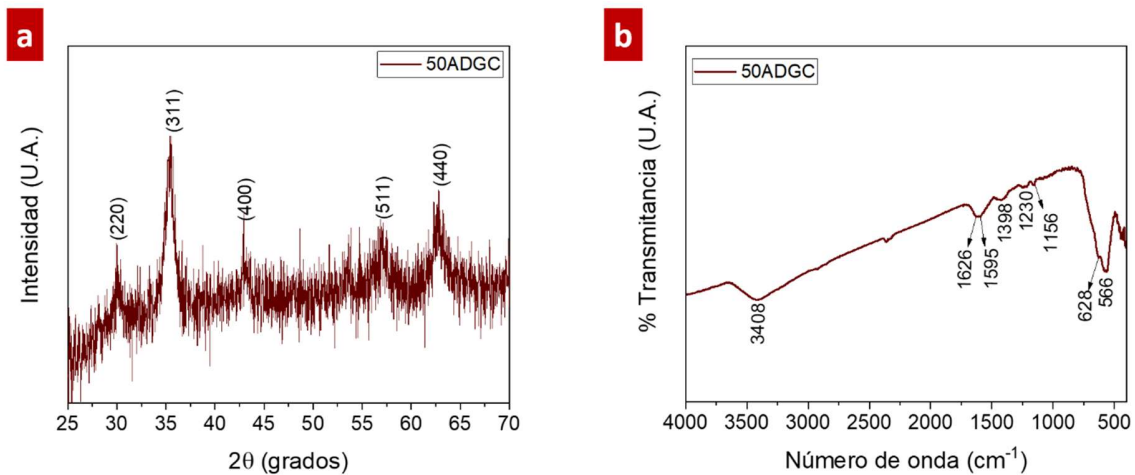 a
50ADGC
(220)
(311)
(400)
(511)
(440)
Intensidad (U.A.)
25 30 35 40 45 50 55 60 65 70
2θ (grados)
b
50ADGC
% Transmitancia (U.A.)
3408
1626
1595
1398
1230
1156
628
566
4000 3500 3000 2500 2000 1500 1000 500
Número de onda (cm⁻¹)